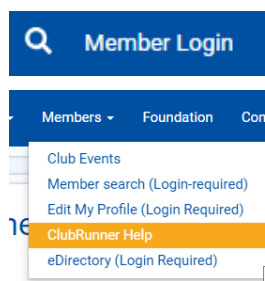 Member Login
Members Foundation Con
Club Events
Member search (Login-required)
Edit My Profile (Login Required)
ClubRunner Help
eDirectory (Login Required)